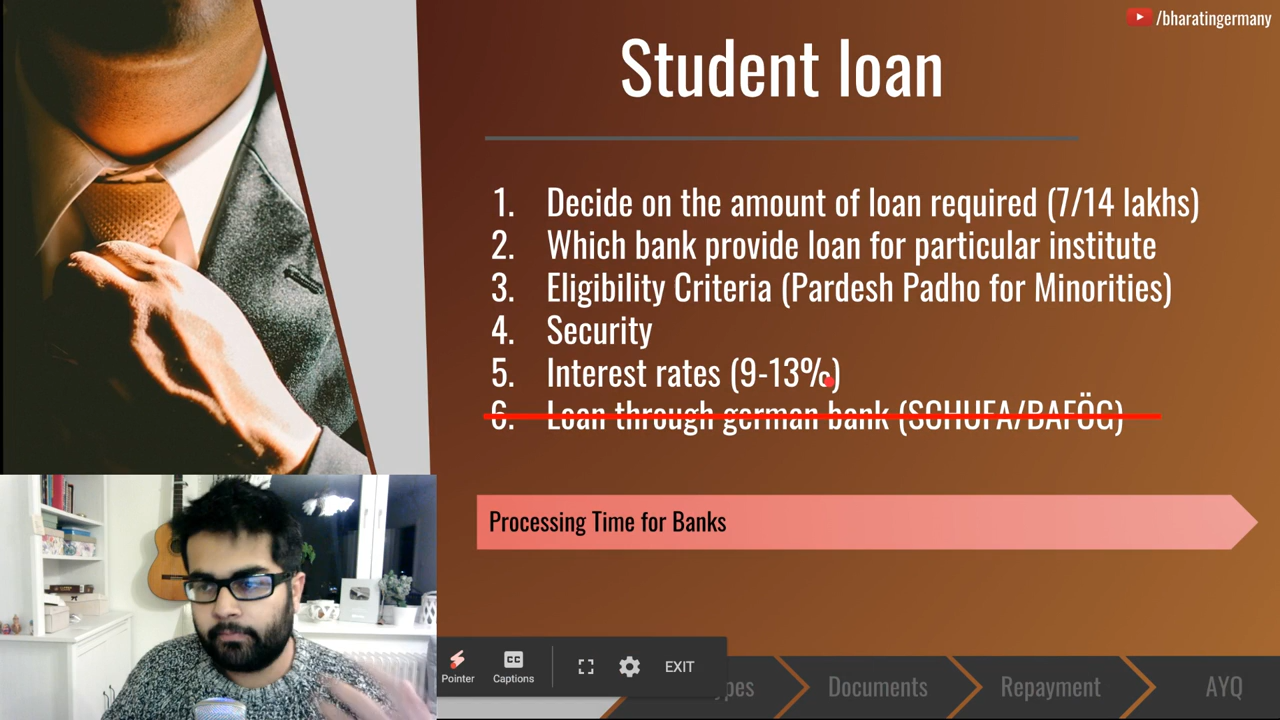 /bharatingermany
Student loan
1. Decide on the amount of loan required (7/14 lakhs)
2. Which bank provide loan for particular institute
3. Eligibility Criteria (Pardesh Padho for Minorities)
4. Security
5. Interest rates (9-13%)
6. Loan through german bank (SCHUFA/BAFÖG)
Processing Time for Banks
Pointer
CC
Captions
EXIT
Documents
Repayment
AYQ